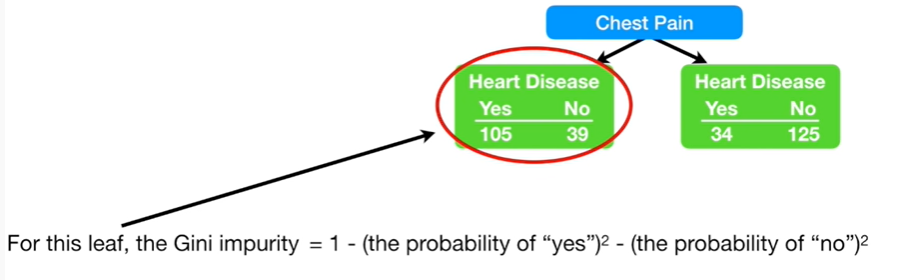 Chest Pain
Heart Disease
Yes No
105 39
Heart Disease
Yes No
34 125
For this leaf, the Gini impurity = 1 - (the probability of “yes”)² - (the probability of “no”)²